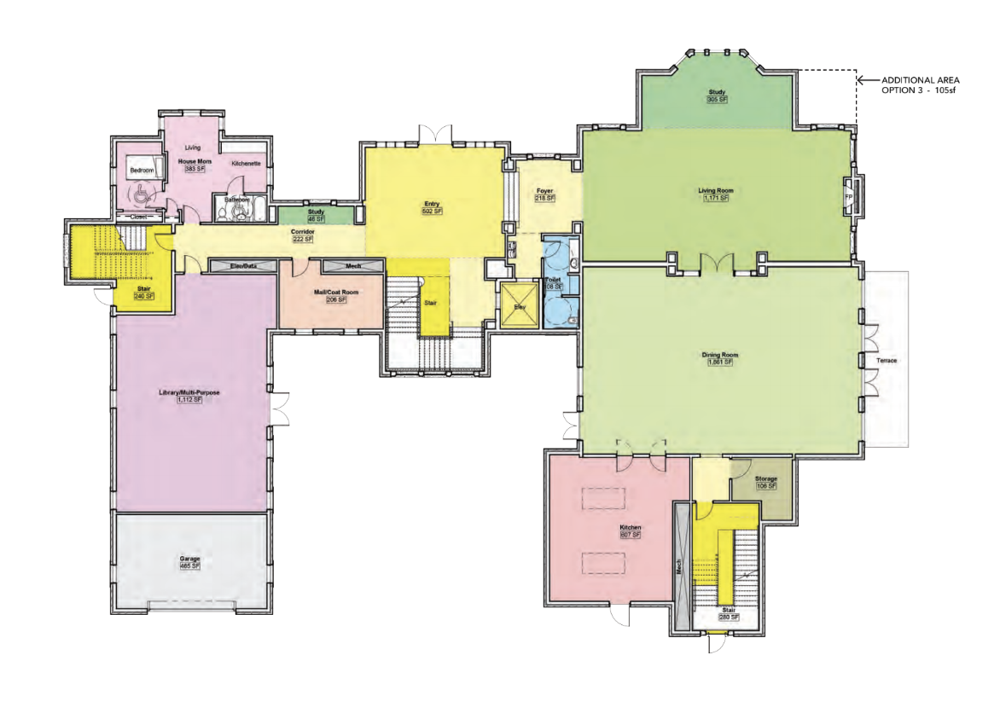 ADDITIONAL AREA
OPTION 3 - 105sf
Study
305 SF
Living
House Mom
383 SF
Kitchenette
Bedroom
Bathroom
Closet
Study
46 SF
Corridor
222 SF
Entry
502 SF
Foyer
218 SF
Living Room
1,171 SF
FP
Elec/Data
Mech
Stair
240 SF
Mail/Coat Room
206 SF
Stair
Elev
Toilet
Dining Room
Terrace
Library/Multi-Purpose
1,112 SF
Storage
106 SF
Kitchen
607 SF
Mech
Garage
465 SF
Stair
280 SF